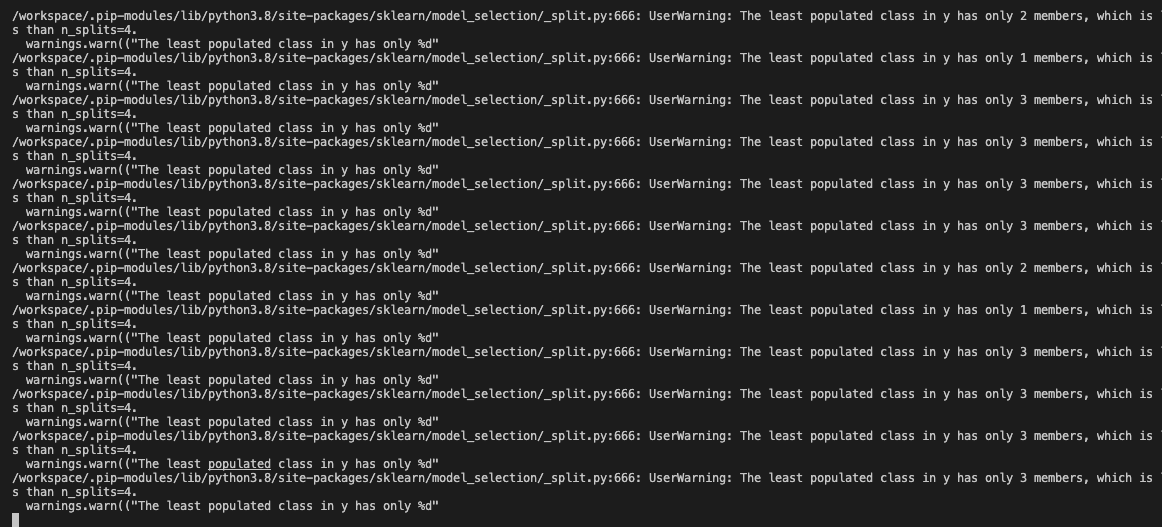 /workspace/.pip-modules/lib/python3.8/site-packages/sklearn/model_selection/_split.py:666: UserWarning: The least populated class in y has only 2 members, which is l
s than n_splits=4.
  warnings.warn(("The least populated class in y has only %d"
/workspace/.pip-modules/lib/python3.8/site-packages/sklearn/model_selection/_split.py:666: UserWarning: The least populated class in y has only 1 members, which is l
s than n_splits=4.
  warnings.warn(("The least populated class in y has only %d"
/workspace/.pip-modules/lib/python3.8/site-packages/sklearn/model_selection/_split.py:666: UserWarning: The least populated class in y has only 3 members, which is l
s than n_splits=4.
  warnings.warn(("The least populated class in y has only %d"
/workspace/.pip-modules/lib/python3.8/site-packages/sklearn/model_selection/_split.py:666: UserWarning: The least populated class in y has only 3 members, which is l
s than n_splits=4.
  warnings.warn(("The least populated class in y has only %d"
/workspace/.pip-modules/lib/python3.8/site-packages/sklearn/model_selection/_split.py:666: UserWarning: The least populated class in y has only 3 members, which is l
s than n_splits=4.
  warnings.warn(("The least populated class in y has only %d"
/workspace/.pip-modules/lib/python3.8/site-packages/sklearn/model_selection/_split.py:666: UserWarning: The least populated class in y has only 3 members, which is l
s than n_splits=4.
  warnings.warn(("The least populated class in y has only %d"
/workspace/.pip-modules/lib/python3.8/site-packages/sklearn/model_selection/_split.py:666: UserWarning: The least populated class in y has only 2 members, which is l
s than n_splits=4.
  warnings.warn(("The least populated class in y has only %d"
/workspace/.pip-modules/lib/python3.8/site-packages/sklearn/model_selection/_split.py:666: UserWarning: The least populated class in y has only 1 members, which is l
s than n_splits=4.
  warnings.warn(("The least populated class in y has only %d"
/workspace/.pip-modules/lib/python3.8/site-packages/sklearn/model_selection/_split.py:666: UserWarning: The least populated class in y has only 3 members, which is l
s than n_splits=4.
  warnings.warn(("The least populated class in y has only %d"
/workspace/.pip-modules/lib/python3.8/site-packages/sklearn/model_selection/_split.py:666: UserWarning: The least populated class in y has only 3 members, which is l
s than n_splits=4.
  warnings.warn(("The least populated class in y has only %d"
/workspace/.pip-modules/lib/python3.8/site-packages/sklearn/model_selection/_split.py:666: UserWarning: The least populated class in y has only 3 members, which is l
s than n_splits=4.
  warnings.warn(("The least populated class in y has only %d"
/workspace/.pip-modules/lib/python3.8/site-packages/sklearn/model_selection/_split.py:666: UserWarning: The least populated class in y has only 3 members, which is l
s than n_splits=4.
  warnings.warn(("The least populated class in y has only %d"